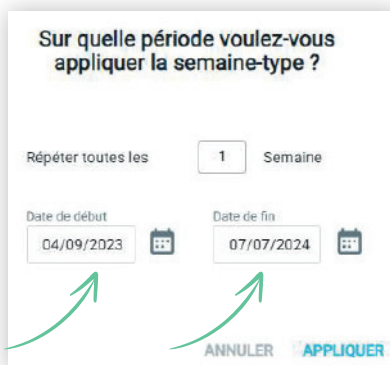 Sur quelle période voulez-vous
appliquer la semaine-type ?
Répéter toutes les 1 Semaine
Date de début Date de fin
04/09/2023 07/07/2024
ANNULER APPLIQUER